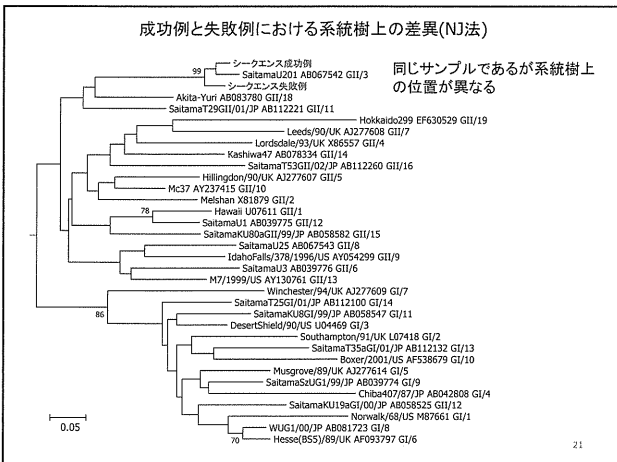 成功例と失敗例における系統樹上の差異(NJ法)
同じサンプルであるが系統樹上
の位置が異なる
シークエンス成功例
99
SaitamaU201 AB067542 GII/3
シークエンス失敗例
Akita-Yuri AB083780 GII/18
SaitamaT29GII/01/JP AB112221 GII/11
Hokkaido299 EF630529 GII/19
Leeds/90/UK AJ277608 GII/7
Lordsdale/93/UK X86557 GII/4
Kashiwa47 AB078334 GII/14
SaitamaT53GII/02/JP AB112260 GII/16
Hillingdon/90/UK AJ277607 GII/5
Mc37 AY237415 GII/10
Melshan X81879 GII/2
Hawaii U07611 GII/1
78
SaitamaU1 AB039775 GII/12
SaitamaKU80aGII/99/JP AB058582 GII/15
SaitamaU25 AB067543 GII/8
IdahoFalls/378/1996/US AY054299 GII/9
SaitamaU3 AB039776 GII/6
M7/1999/US AY130761 GII/13
Winchester/94/UK AJ277609 GI/7
86
SaitamaT25GI/01/JP AB112100 GI/14
SaitamaKU8GI/99/JP AB058547 GI/11
DesertShield/90/US U04469 GI/3
Southampton/91/UK L07418 GI/2
SaitamaT35aGI/01/JP AB112132 GI/13
Boxer/2001/US AF538679 GI/10
Musgrove/89/UK AJ277614 GI/5
SaitamaSzUG1/99/JP AB039774 GI/9
Chiba407/87/JP AB042808 GI/4
SaitamaKU19aGI/00/JP AB058525 GII/12
Norwalk/68/US M87661 GI/1
WUG1/00/JP AB081723 GI/8
70
Hesse(BS5)/89/UK AF093797 GI/6
0.05
21